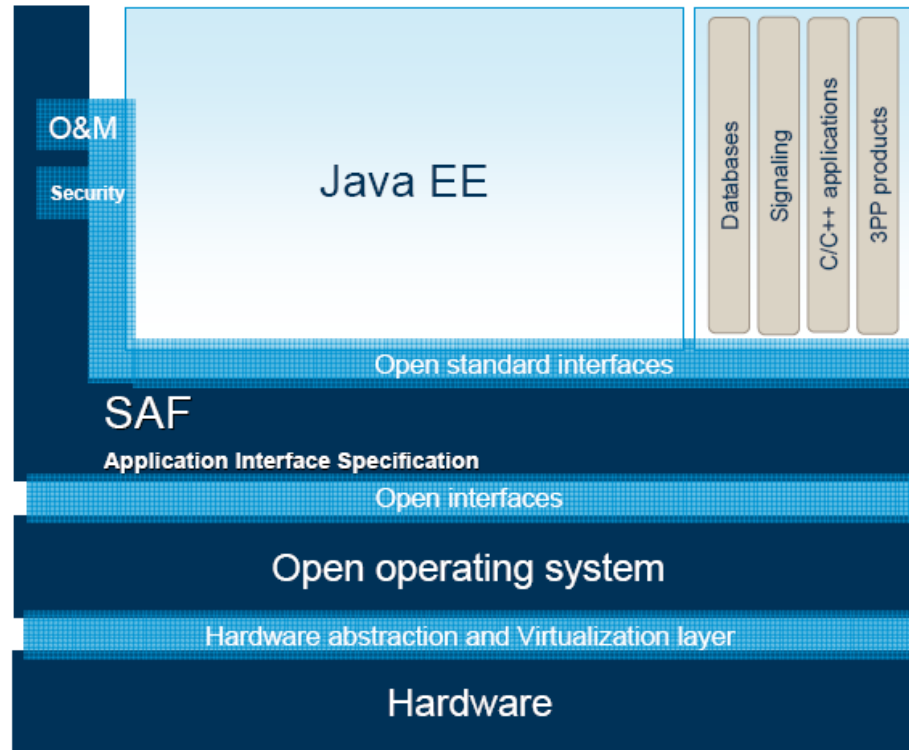 O&M
Security
Java EE
Databases
Signaling
C/C++ applications
3PP products
Open standard interfaces
SAF
Application Interface Specification
Open interfaces
Open operating system
Hardware abstraction and Virtualization layer
Hardware